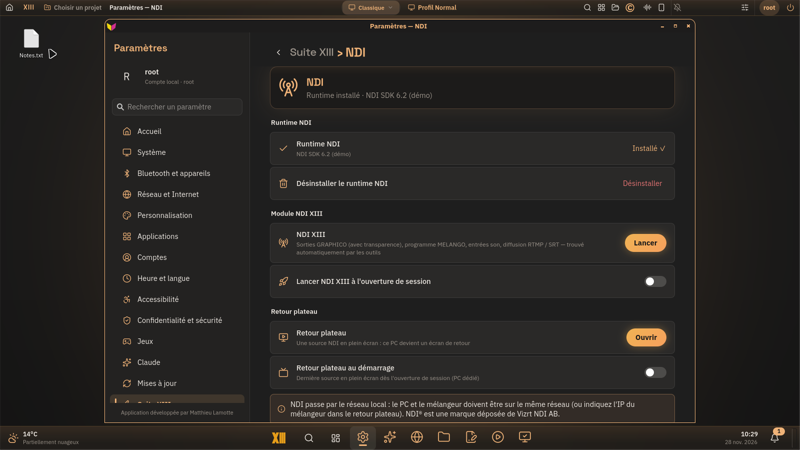 XIII
Choisir un projet
Paramètres — NDI
Classique
Profil Normal
root
Notes.txt
Paramètres — NDI
Paramètres
R
root
Compte local · root
Rechercher un paramètre
Accueil
Système
Bluetooth et appareils
Réseau et Internet
Personnalisation
Applications
Comptes
Heure et langue
Accessibilité
Confidentialité et sécurité
Jeux
Claude
Mises à jour
Application développée par Matthieu Lamotte
Suite XIII > NDI
NDI
Runtime installé · NDI SDK 6.2 (démo)
Runtime NDI
Runtime NDI
NDI SDK 6.2 (démo)
Installé ✓
Désinstaller le runtime NDI
Désinstaller
Module NDI XIII
NDI XIII
Sorties GRAPHICO (avec transparence), programme MELANGO, entrées son, diffusion RTMP / SRT — trouvé
automatiquement par les outils
Lancer
Lancer NDI XIII à l'ouverture de session
Retour plateau
Retour plateau
Une source NDI en plein écran : ce PC devient un écran de retour
Ouvrir
Retour plateau au démarrage
Dernière source en plein écran dès l'ouverture de session (PC dédié)
NDI passe par le réseau local : le PC et le mélangeur doivent être sur le même réseau (ou indiquez l'IP du
mélangeur dans le retour plateau). NDI® est une marque déposée de Vizrt NDI AB.
14°C
Partiellement nuageux
XIII
10:29
28 nov. 2026
1